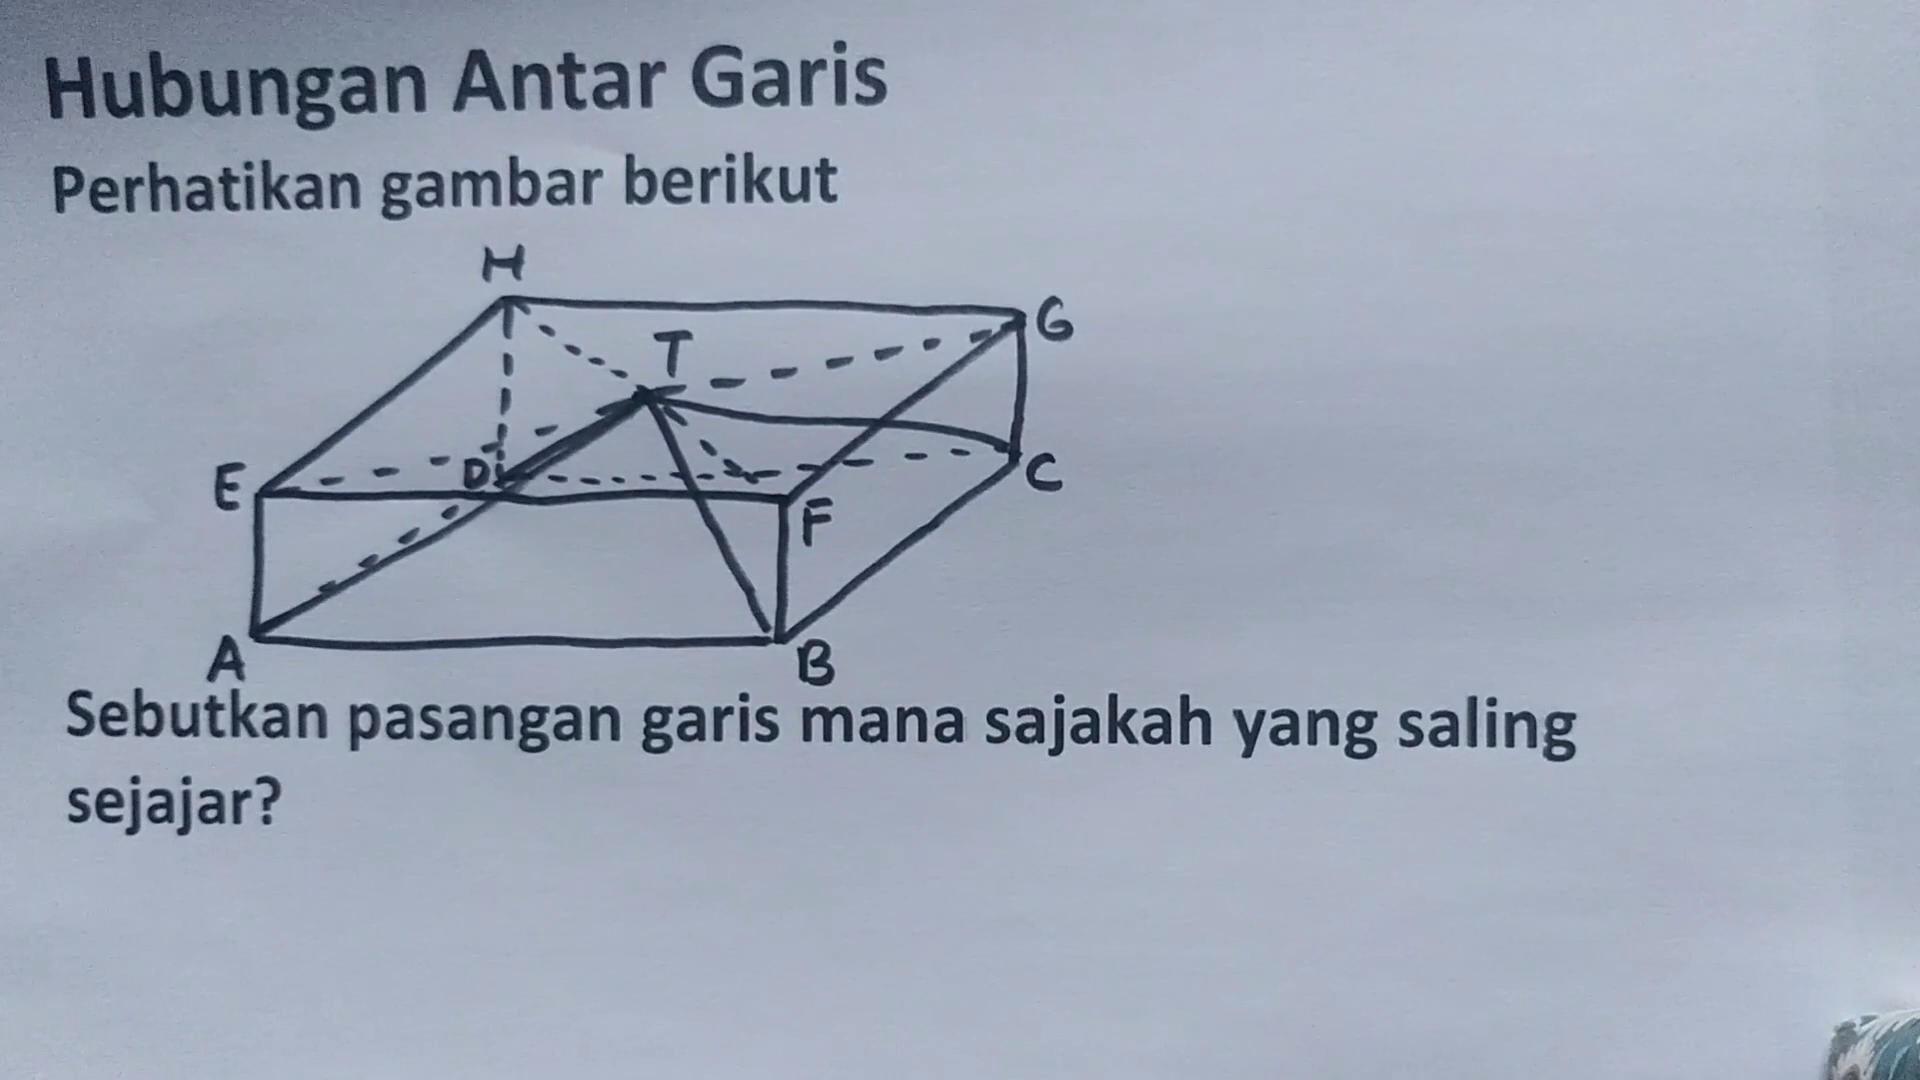 Hubungan Antar Garis
Perhatikan gambar berikut
H
G
T
E
D
C
F
A
B
Sebutkan pasangan garis mana sajakah yang saling
sejajar?